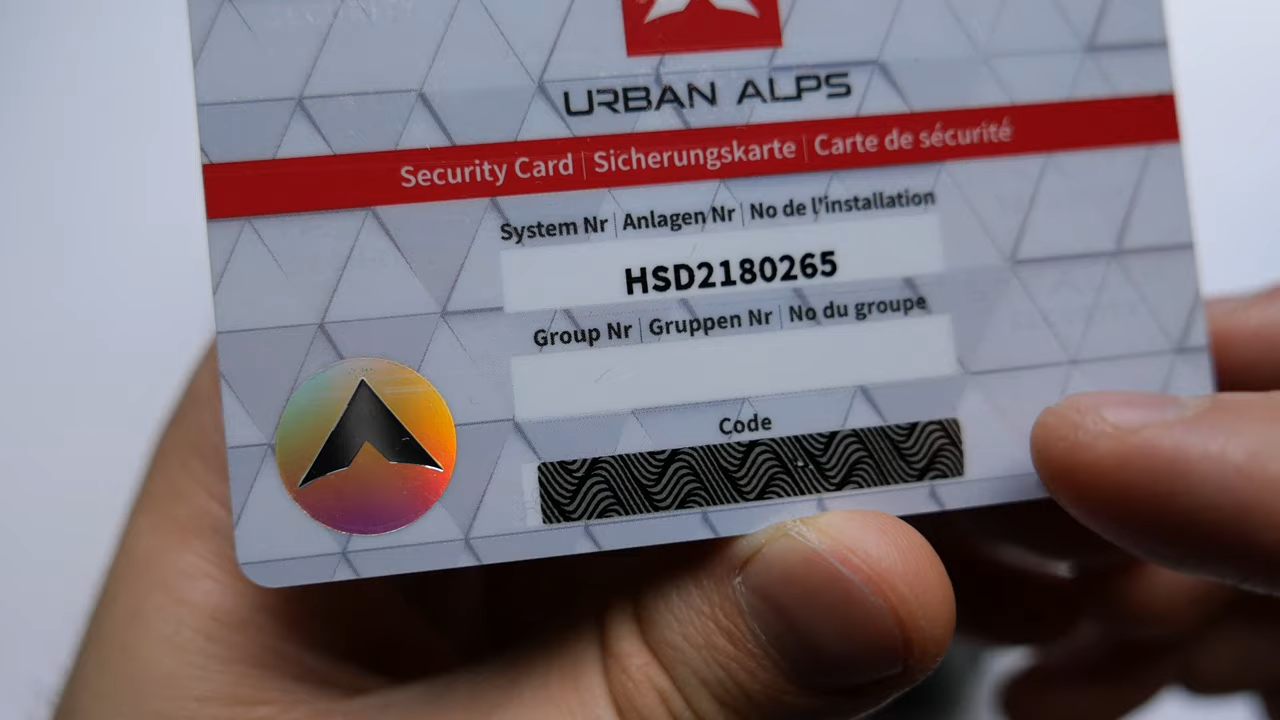 URBAN ALPS
Security Card | Sicherungskarte | Carte de sécurité
System Nr | Anlagen Nr | No de l'installation
HSD2180265
Group Nr | Gruppen Nr | No du groupe
Code